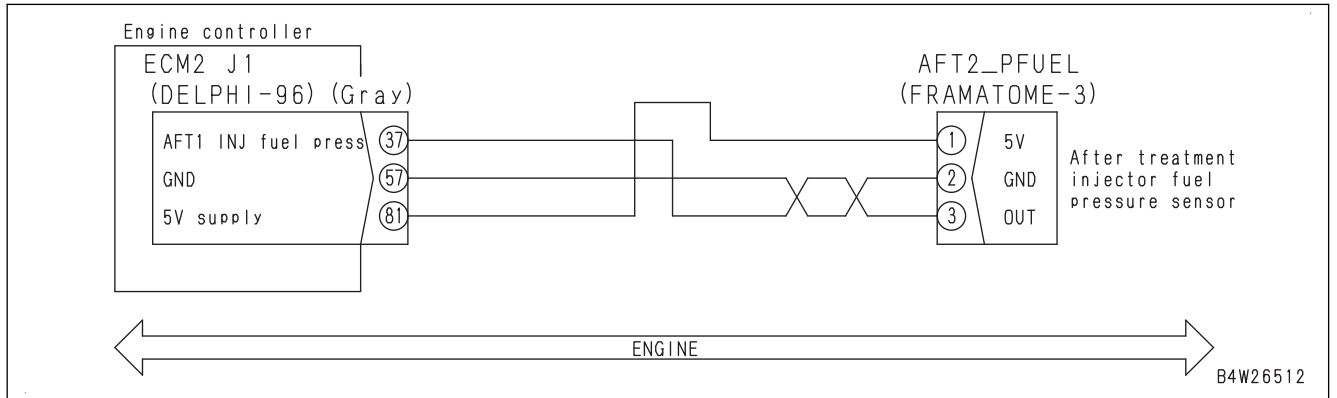 Engine controller
ECM2 J1
(DELPHI-96) (Gray)
AFT1 INJ fuel press
GND
5V supply
37
57
81
AFT2_PFUEL
(FRAMATOME-3)
1
2
3
5V
GND
OUT
After treatment
injector fuel
pressure sensor
ENGINE
B4W26512